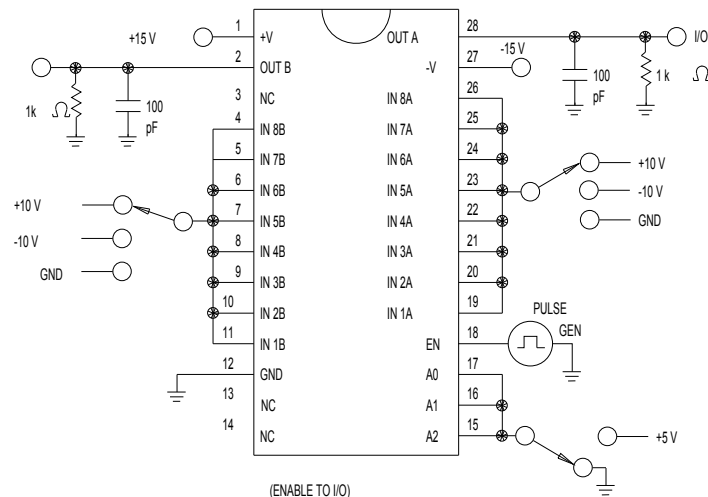 1 +V OUT A 28 I/O
+15 V
2 OUT B -V 27 -15 V
1k Ω 100 pF
100 pF 1 k Ω
3 NC IN 8A 26
4 IN 8B IN 7A 25
5 IN 7B IN 6A 24
6 IN 6B IN 5A 23
7 IN 5B IN 4A 22
8 IN 4B IN 3A 21
9 IN 3B IN 2A 20
10 IN 2B IN 1A 19
11 IN 1B EN 18
12 GND A0 17
13 NC A1 16
14 NC A2 15
+10 V
-10 V
GND
+10 V
-10 V
GND
PULSE
GEN
+5 V
(ENABLE TO I/O)